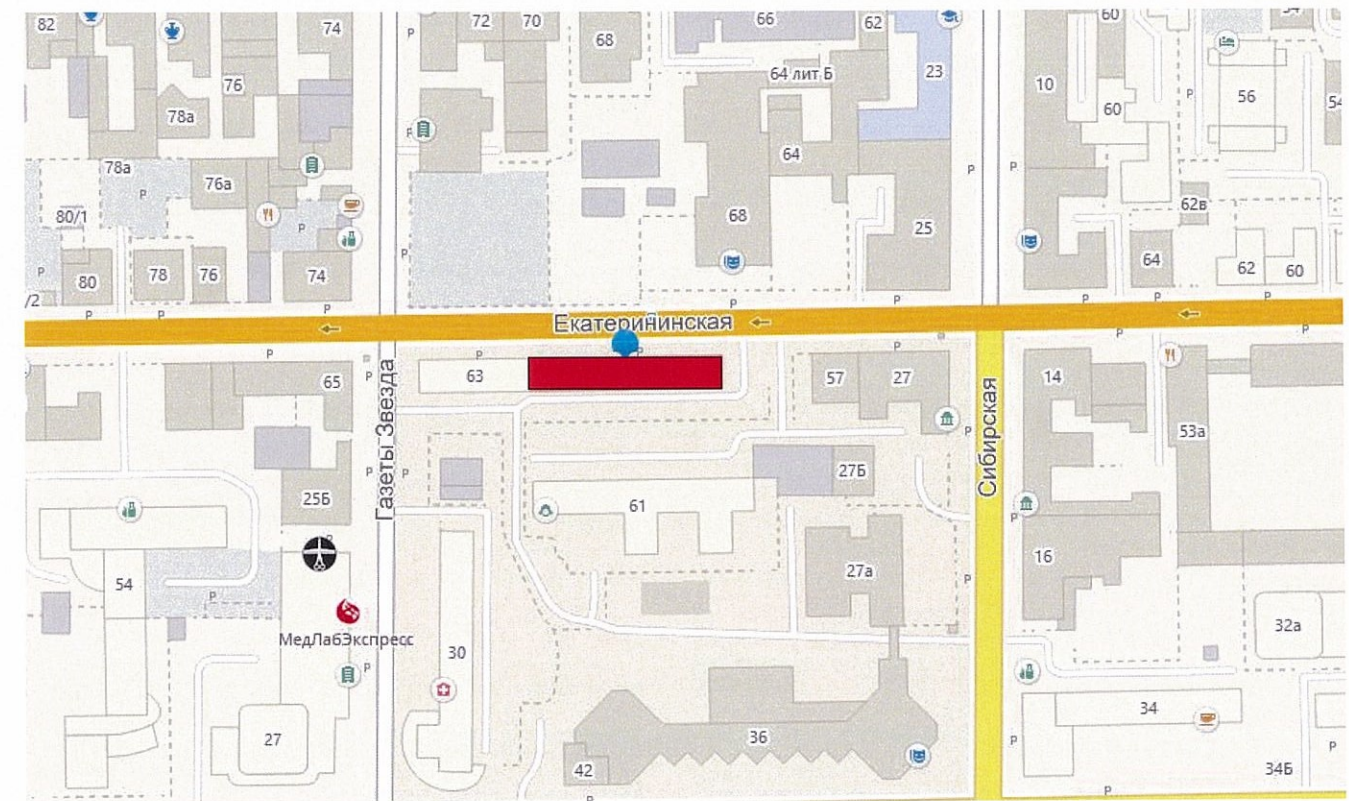 82
74
72
70
68
66
62
60
54
P
23
76
64 лит Б
10
56
78а
60
P
54
P
78а
76а
P
64
P
P
80/1
P
68
62в
25
P
P
80
78
76
74
64
62
60
/2
P
P
P
P
P
P
P
P
Екатерининская
P
P
P
P
P
P
65
P
63
57
27
14
Газеты Звезда
Сибирская
P
53а
P
P
27Б
25Б
61
P
P
16
54
27а
P
P
32а
МедЛабЭкспресс
30
P
34
27
36
P
P
42
34Б
P
P